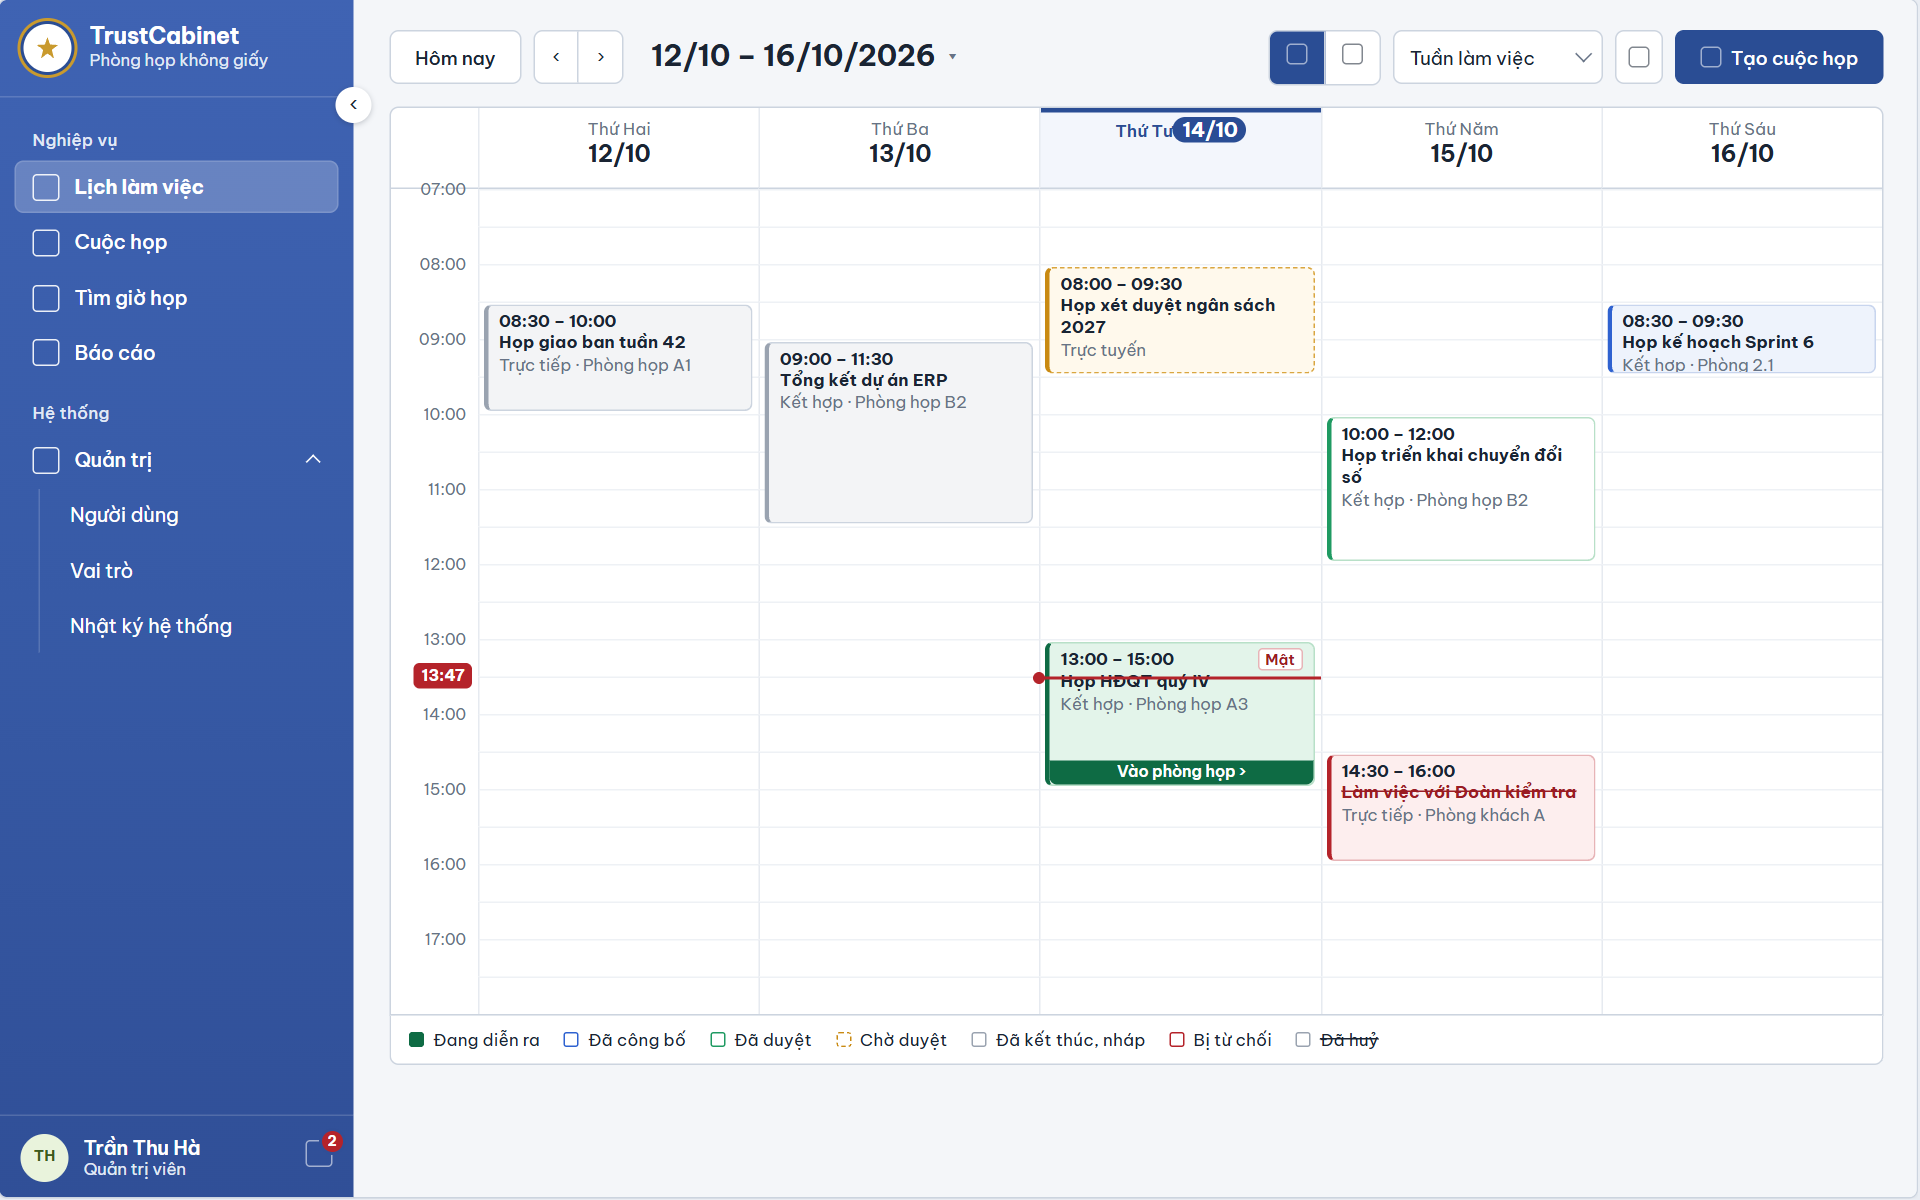 TrustCabinet
Phòng họp không giấy
Nghiệp vụ
Lịch làm việc
Cuộc họp
Tìm giờ họp
Báo cáo
Hệ thống
Quản trị
Người dùng
Vai trò
Nhật ký hệ thống
TH
Trần Thu Hà
Quản trị viên
2
Hôm nay
12/10 – 16/10/2026
Tuần làm việc
Tạo cuộc họp
Thứ Hai
12/10
Thứ Ba
13/10
Thứ Tư 14/10
Thứ Năm
15/10
Thứ Sáu
16/10
07:00
08:00
09:00
10:00
11:00
12:00
13:00
13:47
14:00
15:00
16:00
17:00
08:30 – 10:00
Họp giao ban tuần 42
Trực tiếp · Phòng họp A1
09:00 – 11:30
Tổng kết dự án ERP
Kết hợp · Phòng họp B2
08:00 – 09:30
Họp xét duyệt ngân sách
2027
Trực tuyến
13:00 – 15:00
Mật
Họp HĐQT quý IV
Kết hợp · Phòng họp A3
Vào phòng họp ›
10:00 – 12:00
Họp triển khai chuyển đổi
số
Kết hợp · Phòng họp B2
14:30 – 16:00
Làm việc với Đoàn kiểm tra
Trực tiếp · Phòng khách A
08:30 – 09:30
Họp kế hoạch Sprint 6
Kết hợp · Phòng 2.1
Đang diễn ra
Đã công bố
Đã duyệt
Chờ duyệt
Đã kết thúc, nháp
Bị từ chối
Đã huỷ